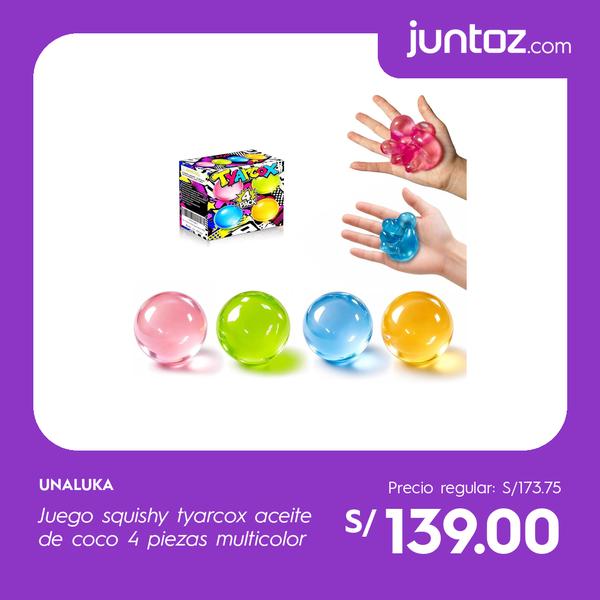 juntoz.com
TYARCOX
4
PACK
UNALUKA
Juego squishy tyarcox aceite
de coco 4 piezas multicolor
Precio regular: S/173.75
S/139.00